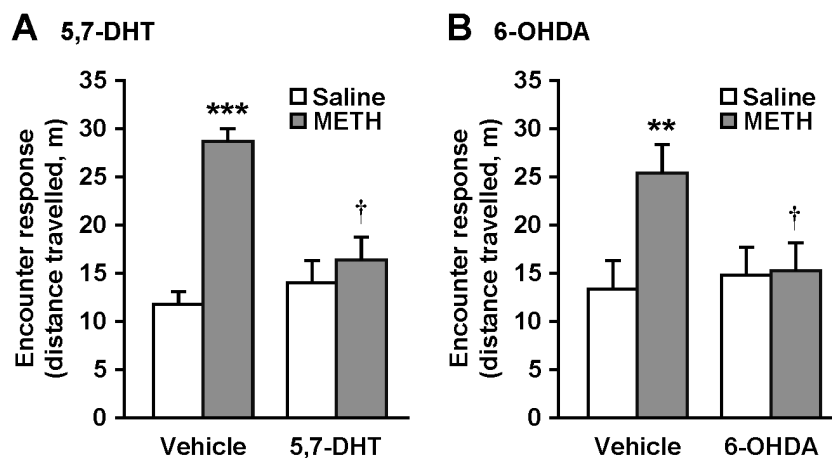 A 5,7-DHT
Encounter response
(distance travelled, m)
35
30
25
20
15
10
5
0
Saline
METH
***
†
Vehicle 5,7-DHT
B 6-OHDA
Encounter response
(distance travelled, m)
35
30
25
20
15
10
5
0
Saline
METH
**
†
Vehicle 6-OHDA